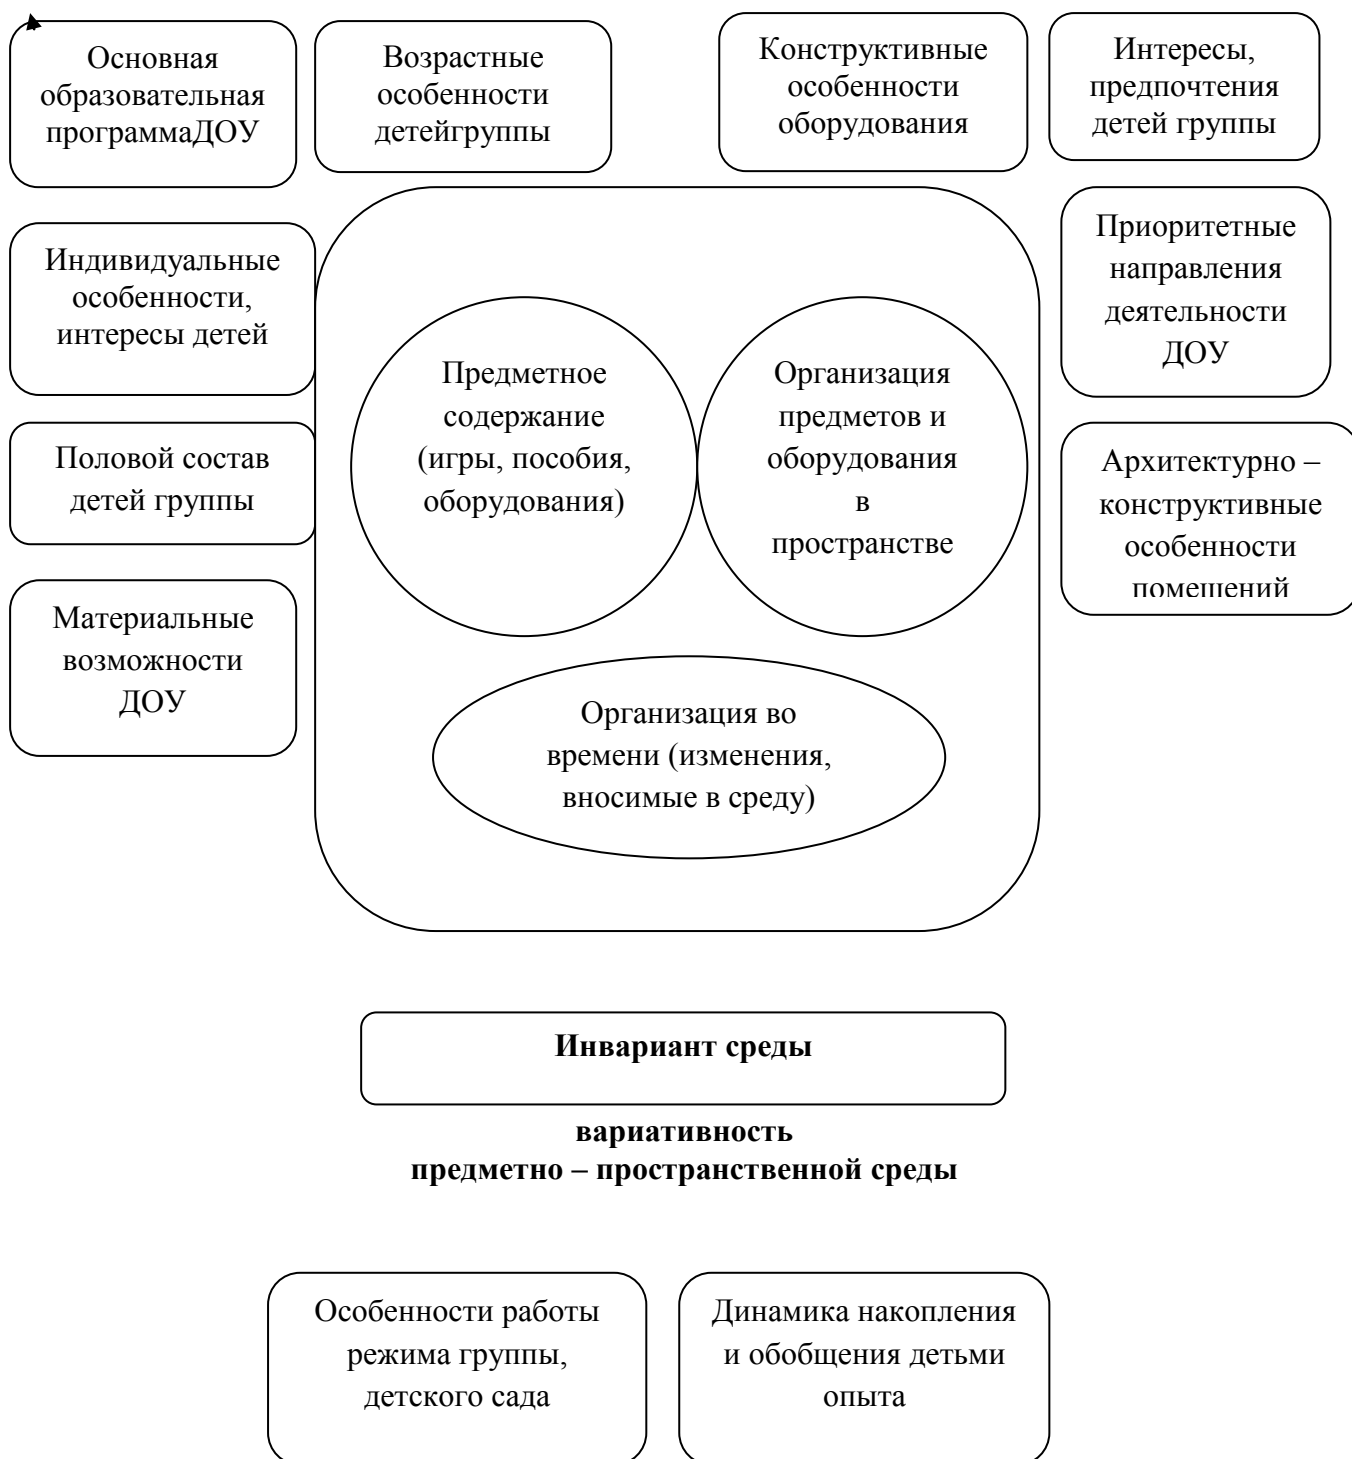 Основная
образовательная
программаДОУ
Возрастные
особенности
детейгруппы
Конструктивные
особенности
оборудования
Интересы,
предпочтения
детей группы
Индивидуальные
особенности,
интересы детей
Приоритетные
направления
деятельности
ДОУ
Предметное
содержание
(игры, пособия,
оборудования)
Организация
предметов и
оборудования
в
пространстве
Половой состав
детей группы
Архитектурно –
конструктивные
особенности
помещений
Материальные
возможности
ДОУ
Организация во
времени (изменения,
вносимые в среду)
Инвариант среды
вариативность
предметно – пространственной среды
Особенности работы
режима группы,
детского сада
Динамика накопления
и обобщения детьми
опыта